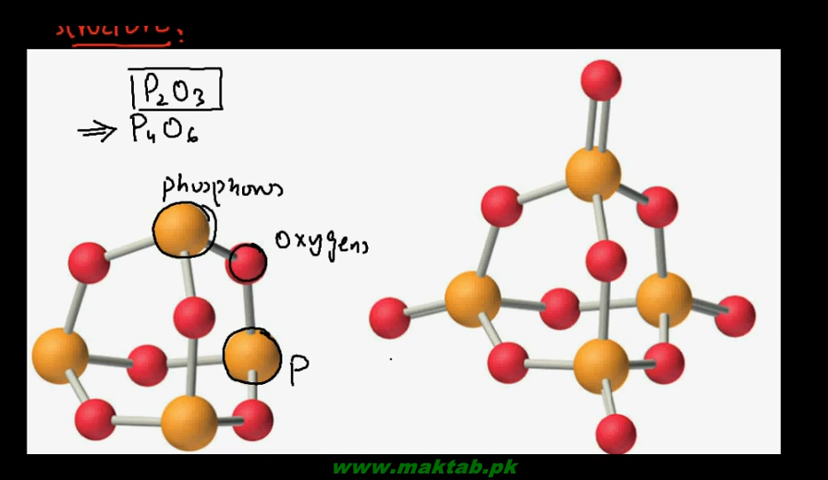 P2O3
⇒ P4O6
phosphorus
oxygens
P
www.maktab.pk